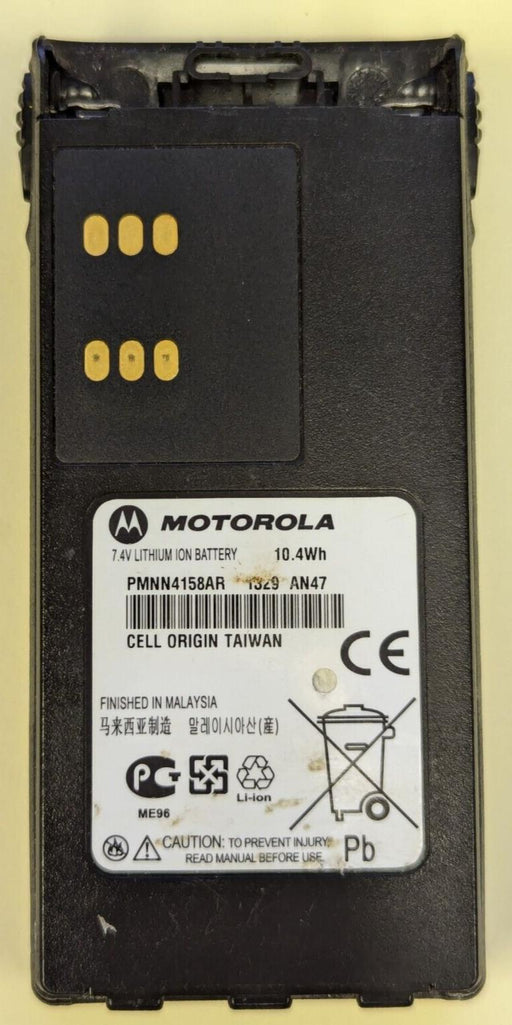 MOTOROLA
7.4V LITHIUM ION BATTERY 10.4Wh
PMNN4158AR 1329 AN47
CELL ORIGIN TAIWAN
CE
FINISHED IN MALAYSIA
马来西亚制造 말레이시아산(産)
PCT
Li-ion
ME96
CAUTION: TO PREVENT INJURY,
READ MANUAL BEFORE USE.
Pb